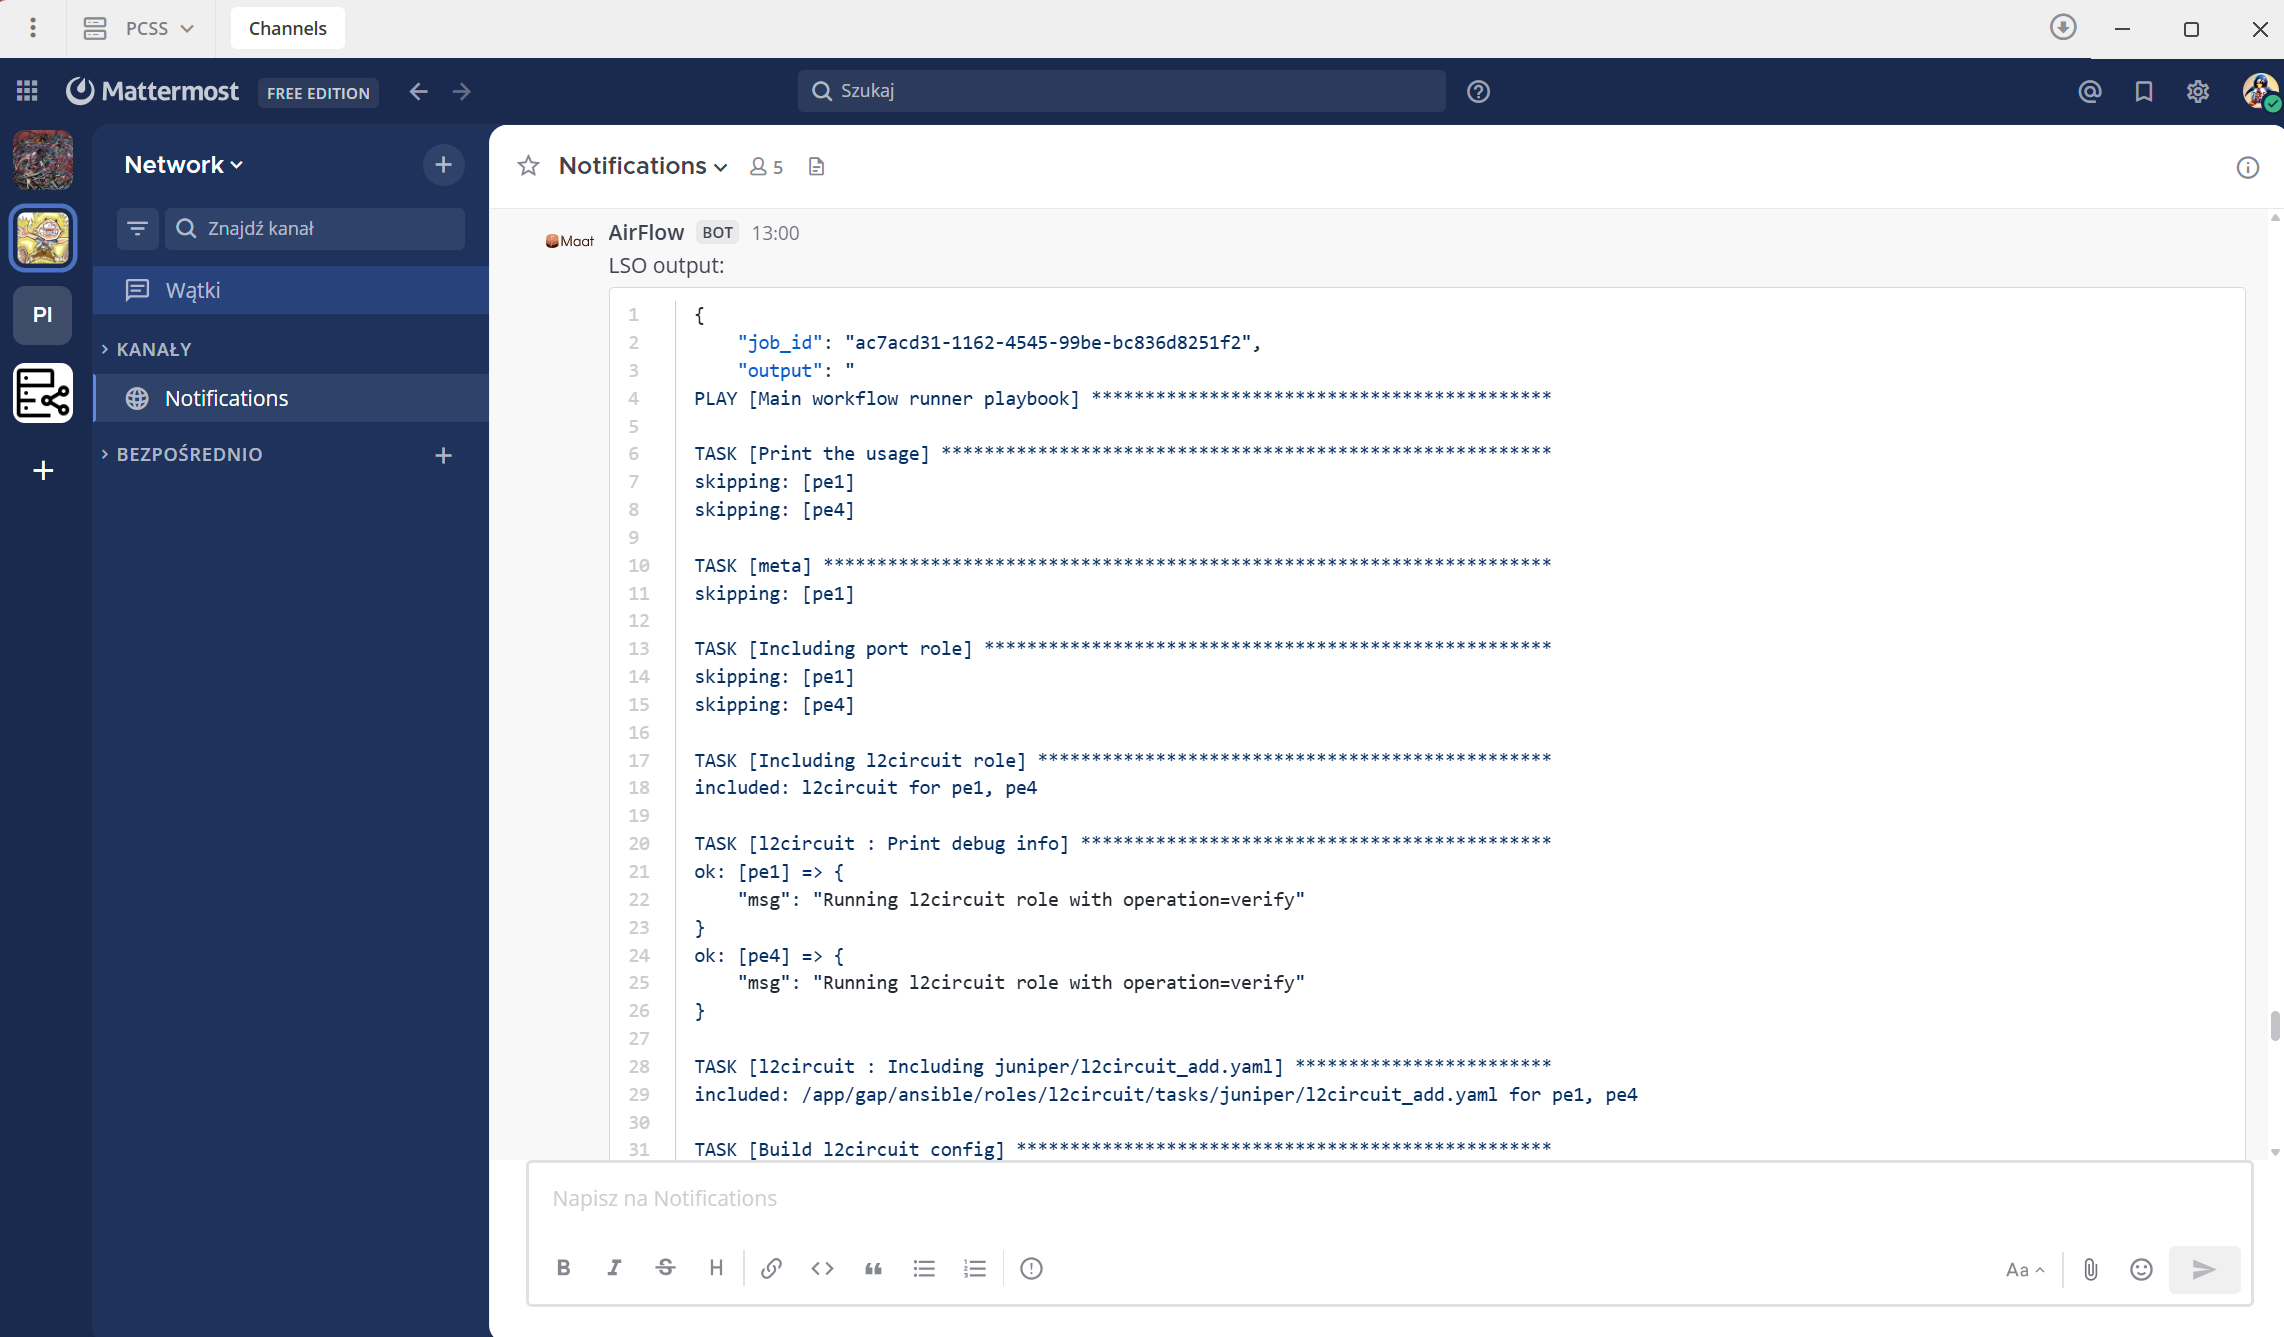 PCSS
Channels
Mattermost
FREE EDITION
Szukaj
Network
Znajdź kanał
Wątki
PI
KANAŁY
Notifications
BEZPOŚREDNIO
Notifications
5
Maat
AirFlow BOT 13:00
LSO output:
1 {
2 "job_id": "ac7acd31-1162-4545-99be-bc836d8251f2",
3 "output": "
4 PLAY [Main workflow runner playbook] *******************************************
5
6 TASK [Print the usage] *********************************************************
7 skipping: [pe1]
8 skipping: [pe4]
9
10 TASK [meta] ********************************************************************
11 skipping: [pe1]
12
13 TASK [Including port role] *****************************************************
14 skipping: [pe1]
15 skipping: [pe4]
16
17 TASK [Including l2circuit role] ************************************************
18 included: l2circuit for pe1, pe4
19
20 TASK [l2circuit : Print debug info] ********************************************
21 ok: [pe1] => {
22 "msg": "Running l2circuit role with operation=verify"
23 }
24 ok: [pe4] => {
25 "msg": "Running l2circuit role with operation=verify"
26 }
27
28 TASK [l2circuit : Including juniper/l2circuit_add.yaml] ************************
29 included: /app/gap/ansible/roles/l2circuit/tasks/juniper/l2circuit_add.yaml for pe1, pe4
30
31 TASK [Build l2circuit config] **************************************************
Napisz na Notifications
B I S H
Aa